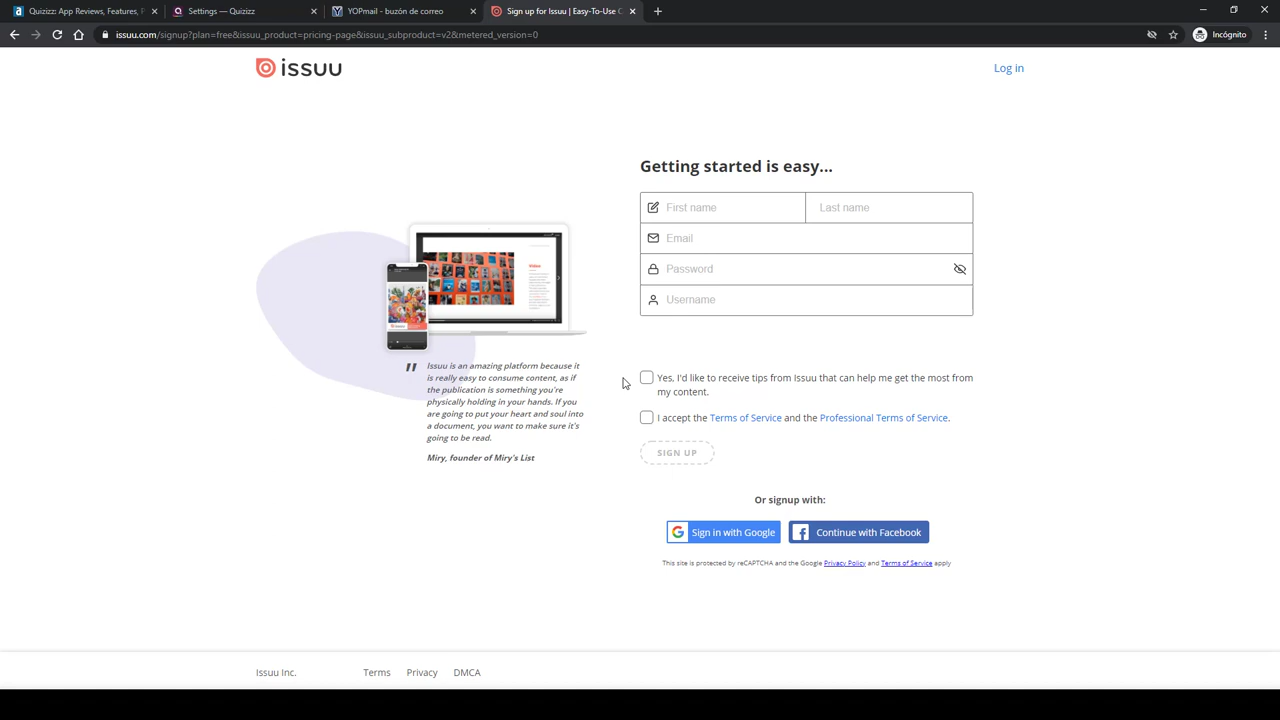 Quizizz: App Reviews, Features, P
Settings — Quizizz
YOPmail - buzón de correo
Sign up for Issuu | Easy-To-Use C
issuu.com/signup?plan=free&issuu_product=pricing-page&issuu_subproduct=v2&metered_version=0
Incógnito
issuu
Log in
Getting started is easy...
First name
Last name
Email
Password
Username
Issuu is an amazing platform because it
is really easy to consume content, as if
the publication is something you're
physically holding in your hands. If you
are going to put your heart and soul into
a document, you want to make sure it's
going to be read.
Miry, founder of Miry's List
Yes, I'd like to receive tips from Issuu that can help me get the most from
my content.
I accept the Terms of Service and the Professional Terms of Service.
SIGN UP
Or signup with:
Sign in with Google
Continue with Facebook
This site is protected by reCAPTCHA and the Google Privacy Policy and Terms of Service apply
Issuu Inc.
Terms
Privacy
DMCA